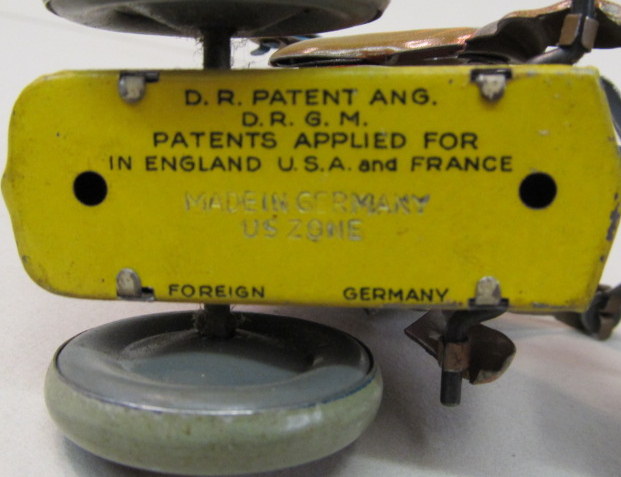 D. R. PATENT ANG.
D. R. G. M.
PATENTS APPLIED FOR
IN ENGLAND U.S.A. and FRANCE
MADE IN GERMANY
US ZONE
FOREIGN GERMANY